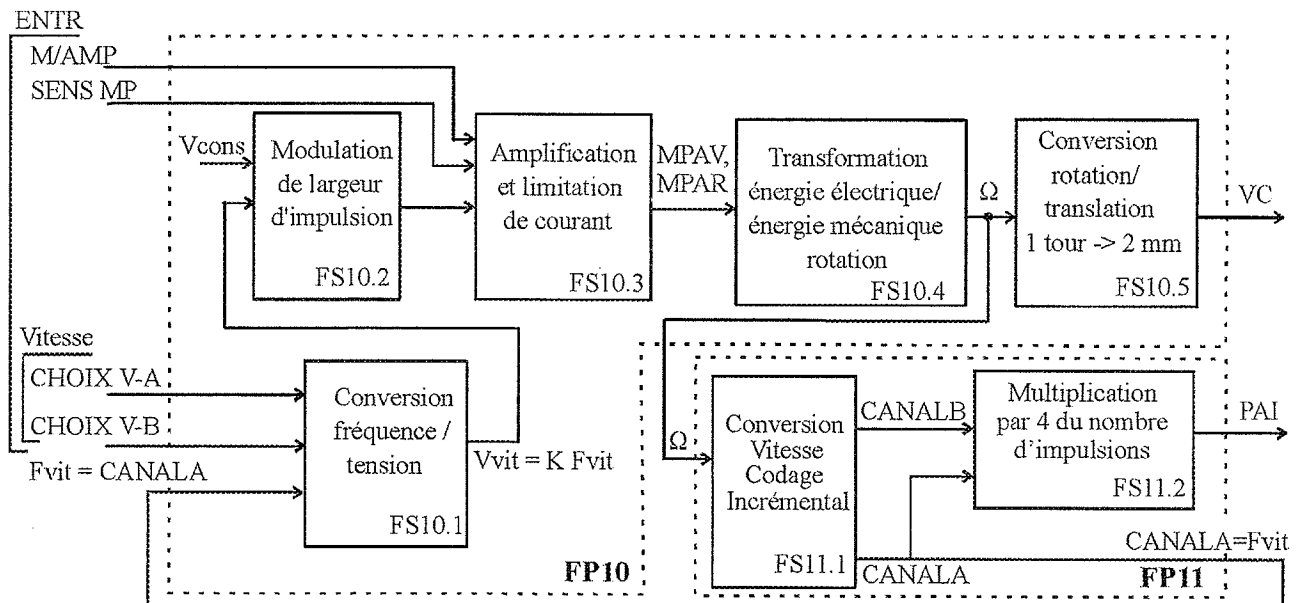 ENTR
M/AMP
SENS MP
Vcons
Modulation
de largeur
d'impulsion
FS10.2
Amplification
et limitation
de courant
FS10.3
MPAV,
MPAR
Transformation
énergie électrique/
énergie mécanique
rotation
FS10.4
Ω
Conversion
rotation/
translation
1 tour -> 2 mm
FS10.5
VC
Vitesse
CHOIX V-A
CHOIX V-B
Fvit = CANALA
Conversion
fréquence /
tension
FS10.1
Vvit = K Fvit
FP10
Ω
Conversion
Vitesse
Codage
Incrémental
FS11.1
CANALB
CANALA
Multiplication
par 4 du nombre
d'impulsions
FS11.2
PAI
CANALA=Fvit
FP11